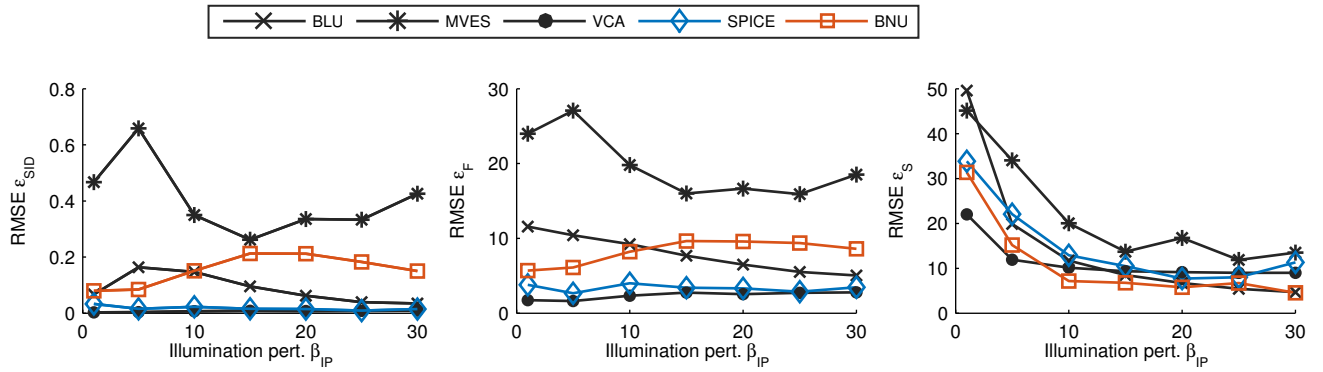 BLU MVES VCA SPICE BNU
0.8
0.6
0.4
0.2
0
0 10 20 30
RMSE ε_SID
Illumination pert. β_IP
30
20
10
0
0 10 20 30
RMSE ε_F
Illumination pert. β_IP
50
40
30
20
10
0
0 10 20 30
RMSE ε_S
Illumination pert. β_IP